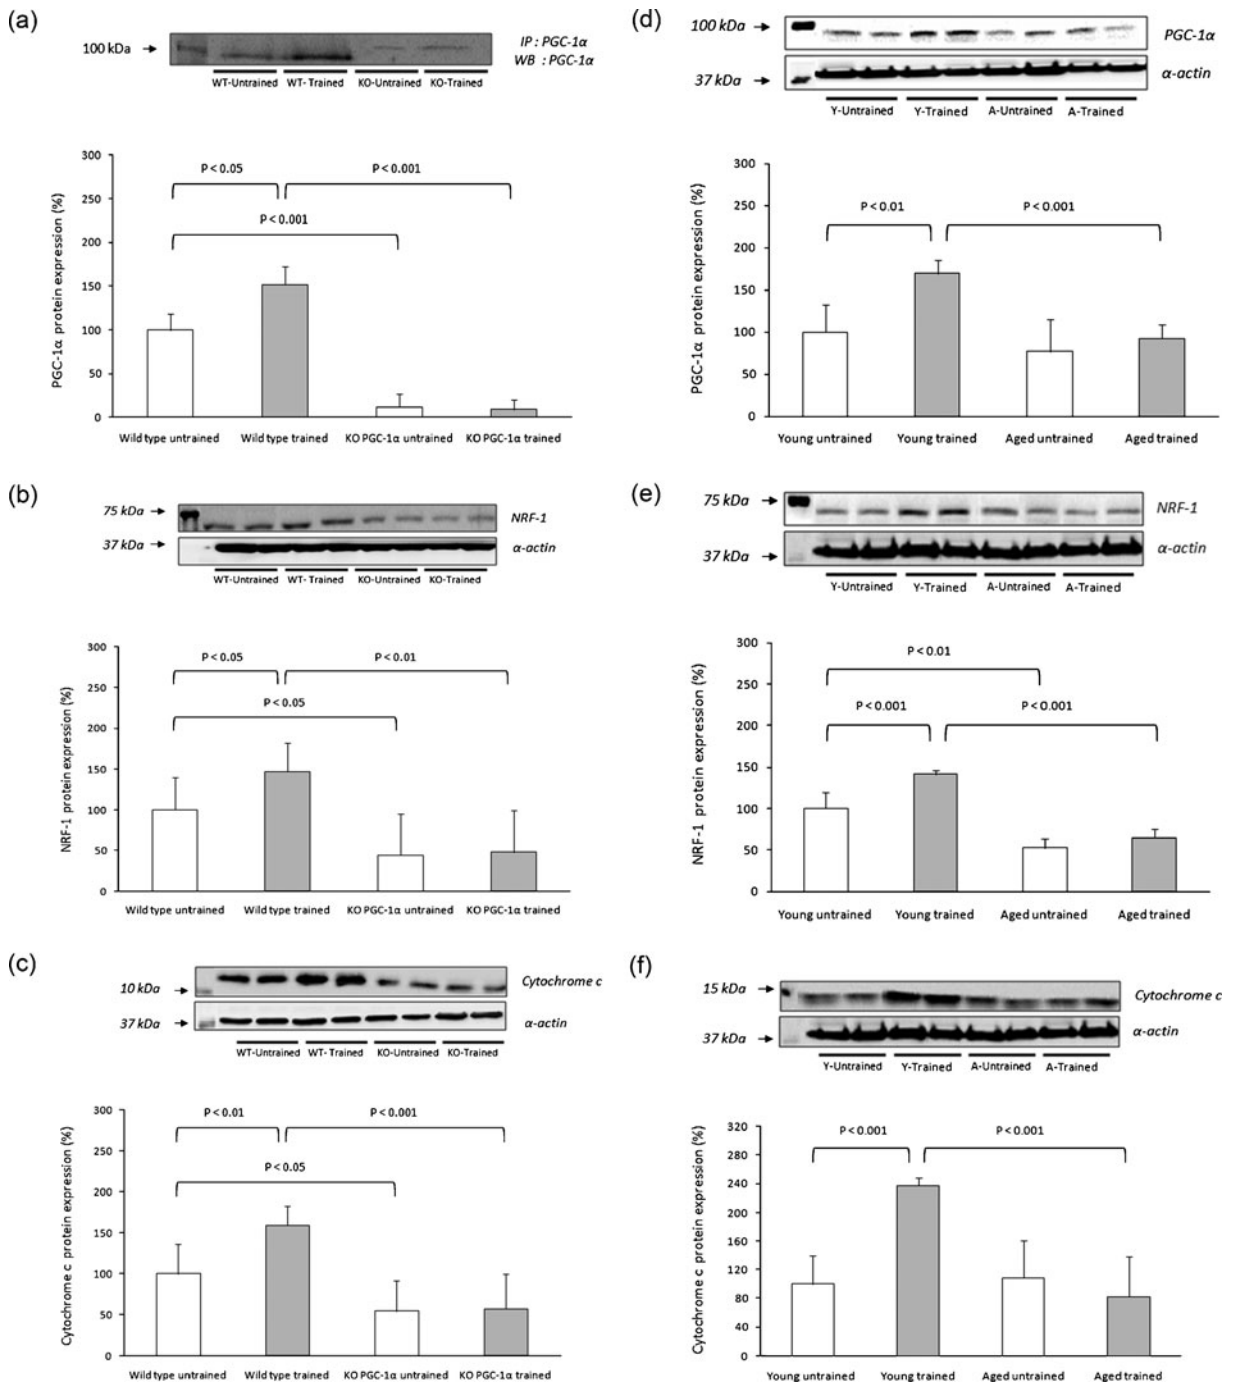 (a)
100 kDa
IP : PGC-1α
WB : PGC-1α
WT-Untrained WT- Trained KO-Untrained KO-Trained
PGC-1α protein expression (%)
300
250
200
150
100
50
0
P < 0.05
P < 0.001
P < 0.001
Wild type untrained Wild type trained KO PGC-1α untrained KO PGC-1α trained
(b)
75 kDa
NRF-1
37 kDa
α-actin
WT-Untrained WT- Trained KO-Untrained KO-Trained
NRF-1 protein expression (%)
300
250
200
150
100
50
0
P < 0.05
P < 0.01
P < 0.05
Wild type untrained Wild type trained KO PGC-1α untrained KO PGC-1α trained
(c)
10 kDa
Cytochrome c
37 kDa
α-actin
WT-Untrained WT- Trained KO-Untrained KO-Trained
Cytochrome c protein expression (%)
300
250
200
150
100
50
0
P < 0.01
P < 0.001
P < 0.05
Wild type untrained Wild type trained KO PGC-1α untrained KO PGC-1α trained
(d)
100 kDa
PGC-1α
37 kDa
α-actin
Y-Untrained Y-Trained A-Untrained A-Trained
PGC-1α protein expression (%)
300
250
200
150
100
50
0
P < 0.01
P < 0.001
Young untrained Young trained Aged untrained Aged trained
(e)
75 kDa
NRF-1
37 kDa
α-actin
Y-Untrained Y-Trained A-Untrained A-Trained
NRF-1 protein expression (%)
300
250
200
150
100
50
0
P < 0.01
P < 0.001
P < 0.001
Young untrained Young trained Aged untrained Aged trained
(f)
15 kDa
Cytochrome c
37 kDa
α-actin
Y-Untrained Y-Trained A-Untrained A-Trained
Cytochrome c protein expression (%)
320
280
240
200
160
120
80
40
0
P < 0.001
P < 0.001
Young untrained Young trained Aged untrained Aged trained